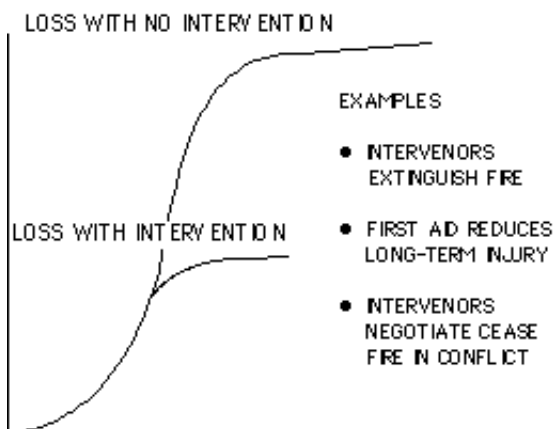 LOSS WITH NO INTERVENTION
EXAMPLES
● INTERVENORS
EXTINGUISH FIRE
LOSS WITH INTERVENTION
● FIRST AID REDUCES
LONG-TERM INJURY
● INTERVENORS
NEGOTIATE CEASE
FIRE IN CONFLICT